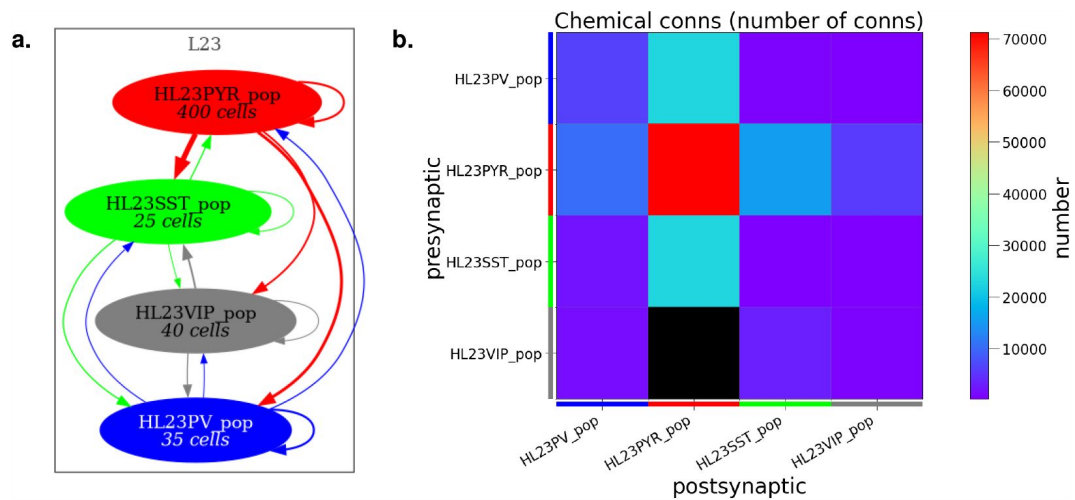 a.
L23
HL23PYR_pop
400 cells
HL23SST_pop
25 cells
HL23VIP_pop
40 cells
HL23PV_pop
35 cells
b.
Chemical conns (number of conns)
presynaptic
HL23PV_pop
HL23PYR_pop
HL23SST_pop
HL23VIP_pop
HL23PV_pop
HL23PYR_pop
HL23SST_pop
HL23VIP_pop
postsynaptic
70000
60000
50000
40000
30000
20000
10000
number